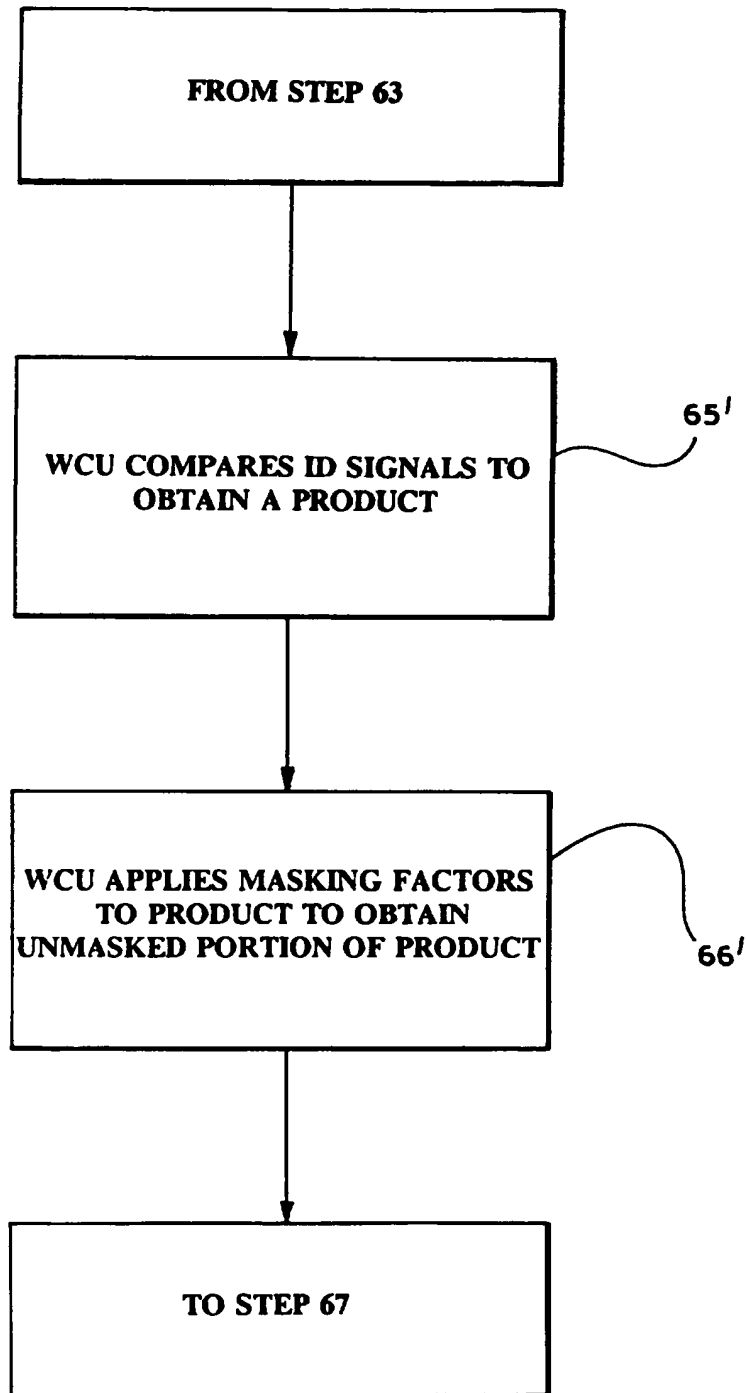 FROM STEP 63
WCU COMPARES ID SIGNALS TO
OBTAIN A PRODUCT
65'
WCU APPLIES MASKING FACTORS
TO PRODUCT TO OBTAIN
UNMASKED PORTION OF PRODUCT
66'
TO STEP 67